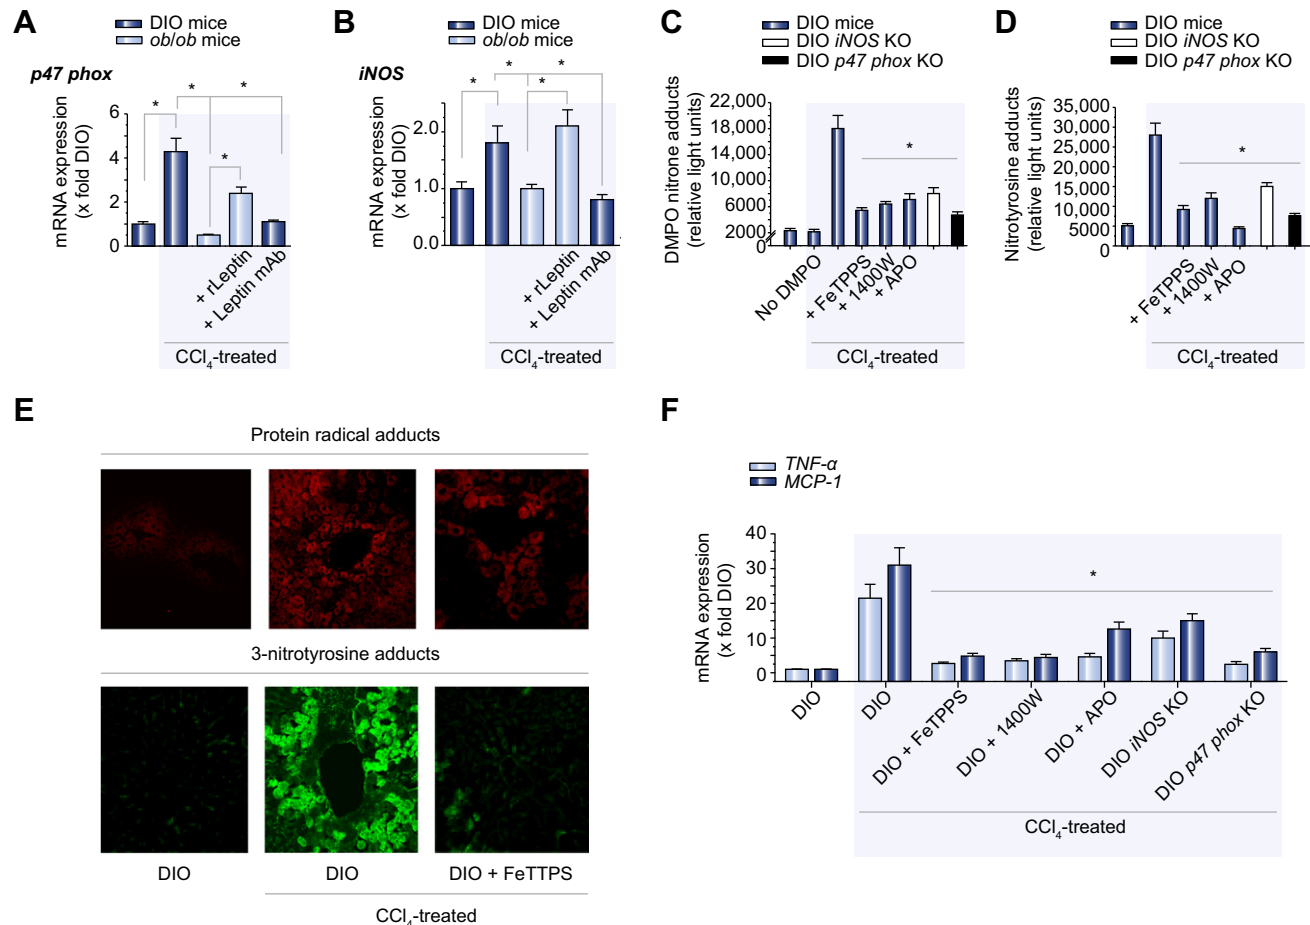 A
DIO mice
ob/ob mice
p47 phox
mRNA expression
(x fold DIO)
6
4
2
0
* * * *
+ rLeptin
+ Leptin mAb
CCl4-treated
B
DIO mice
ob/ob mice
iNOS
mRNA expression
(x fold DIO)
2.0
1.0
0.0
* * * *
+ rLeptin
+ Leptin mAb
CCl4-treated
C
DIO mice
DIO iNOS KO
DIO p47 phox KO
DMPO nitrone adducts
(relative light units)
22,000
18,000
14,000
10,000
6000
2000
0
*
No DMPO
+ FeTPPS
+ 1400W
+ APO
CCl4-treated
D
DIO mice
DIO iNOS KO
DIO p47 phox KO
Nitrotyrosine adducts
(relative light units)
35,000
30,000
25,000
20,000
15,000
10,000
5000
0
*
+ FeTPPS
+ 1400W
+ APO
CCl4-treated
E
Protein radical adducts
3-nitrotyrosine adducts
DIO
DIO
DIO + FeTTPS
CCl4-treated
F
TNF-α
MCP-1
mRNA expression
(x fold DIO)
40
30
20
10
0
*
DIO
DIO
DIO + FeTPPS
DIO + 1400W
DIO + APO
DIO iNOS KO
DIO p47 phox KO
CCl4-treated